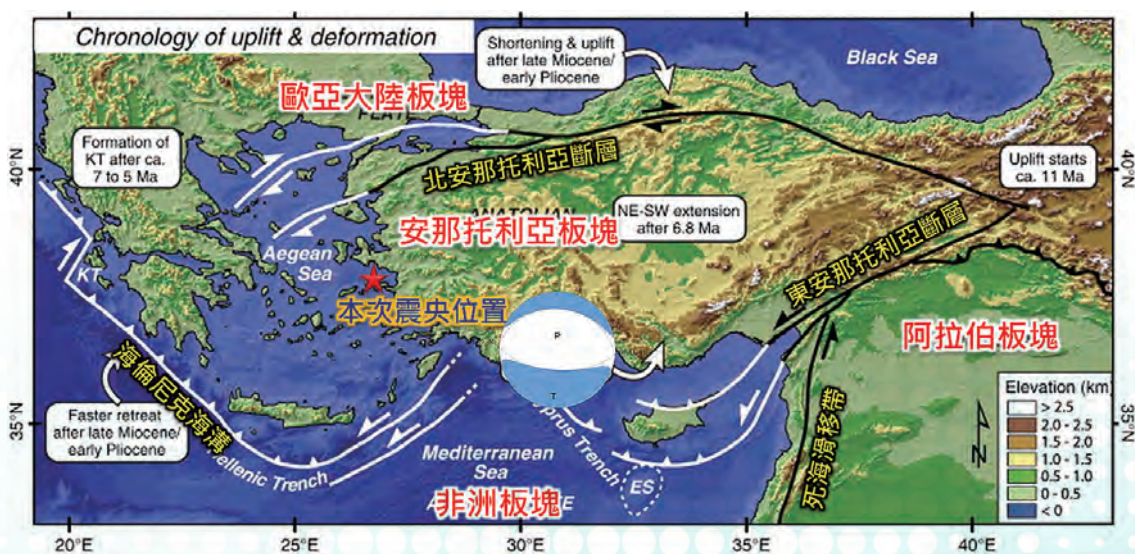 Chronology of uplift & deformation
Shortening & uplift
after late Miocene/
early Pliocene
Black Sea
歐亞大陸板塊
Formation of
KT after ca.
7 to 5 Ma
北安那托利亞斷層
Uplift starts
ca. 11 Ma
40°N
40°N
安那托利亞板塊
NE-SW extension
after 6.8 Ma
Aegean
Sea
KT
東安那托利亞斷層
本次震央位置
P
T
阿拉伯板塊
海倫尼克海溝
Faster retreat
after late Miocene/
early Pliocene
ellenic Trench
yprus Trench
Mediterranean
Sea
ES
非洲板塊
死海滑移帶
Elevation (km)
> 2.5
2.0 - 2.5
1.5 - 2.0
1.0 - 1.5
0.5 - 1.0
0 - 0.5
< 0
N
35°N
35°N
20°E
25°E
30°E
35°E
40°E